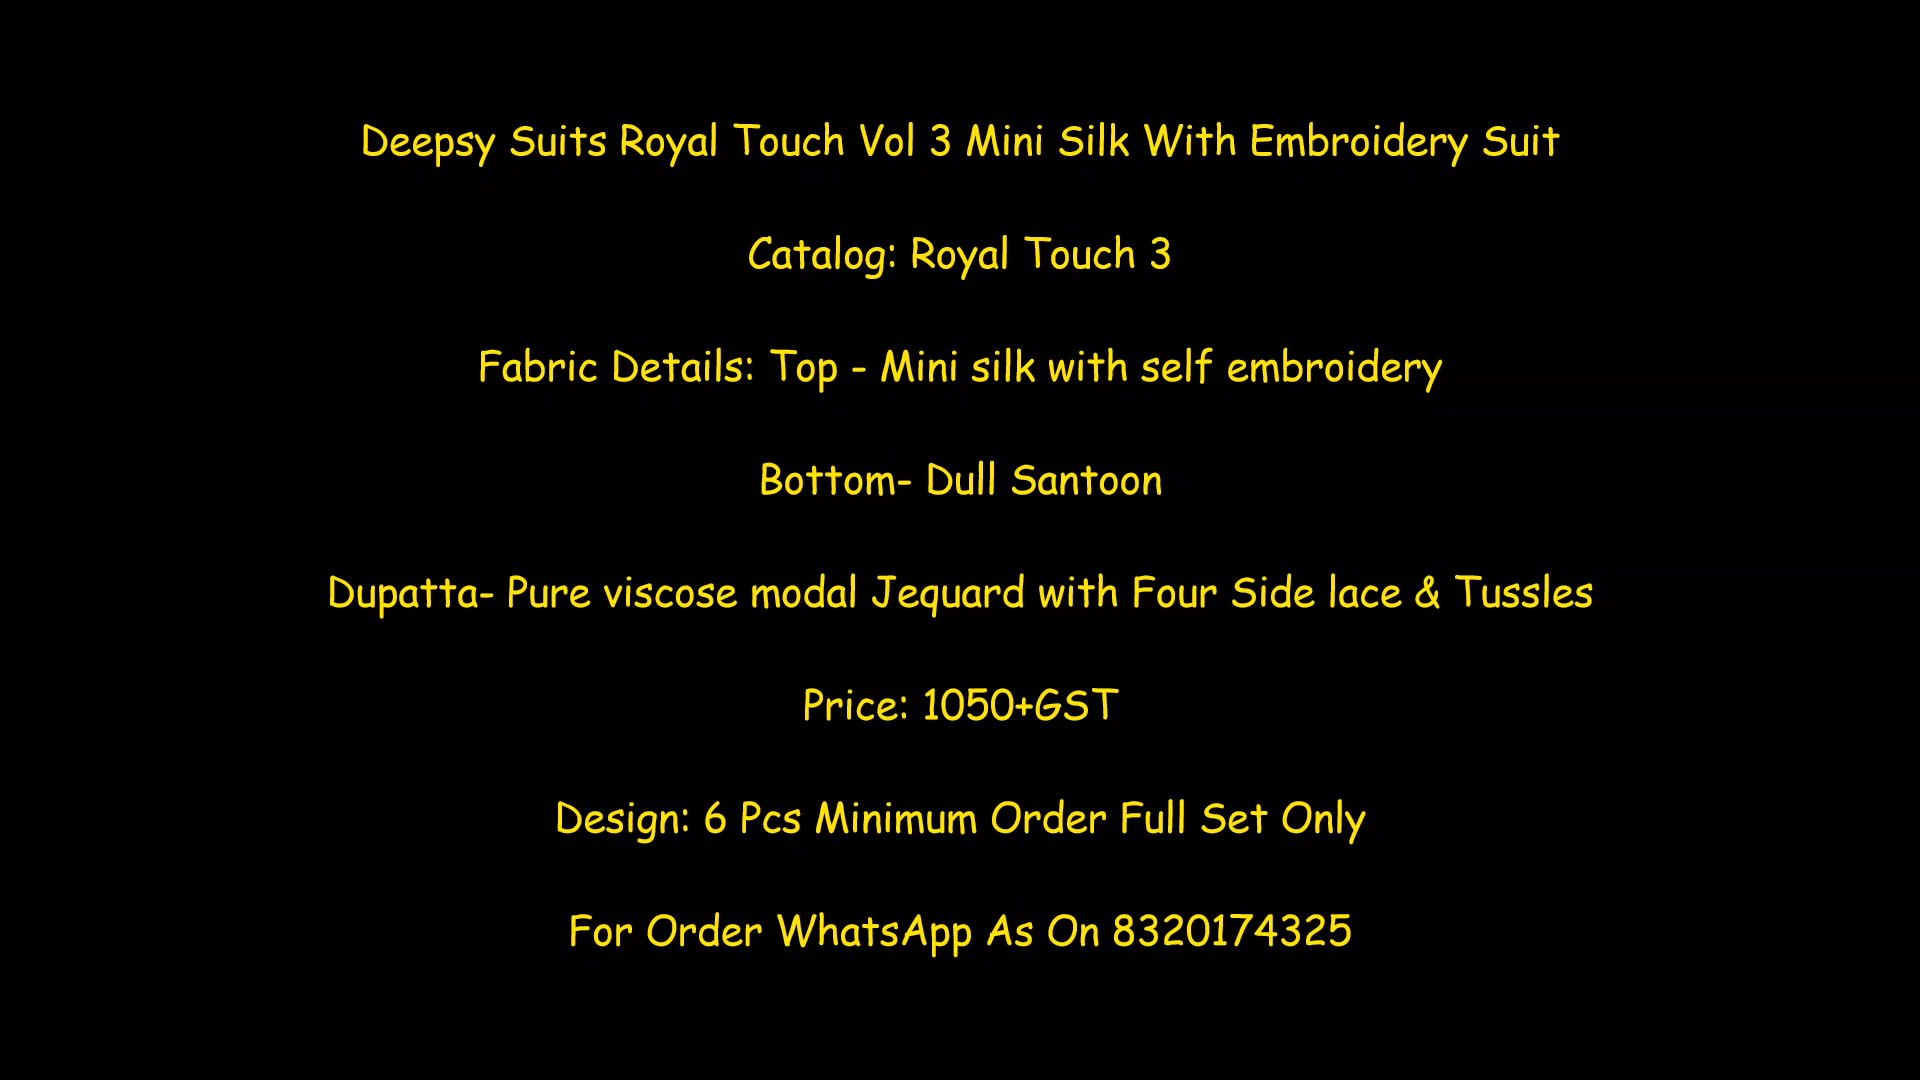 Deepsy Suits Royal Touch Vol 3 Mini Silk With Embroidery Suit
Catalog: Royal Touch 3
Fabric Details: Top - Mini silk with self embroidery
Bottom- Dull Santoon
Dupatta- Pure viscose modal Jequard with Four Side lace & Tussles
Price: 1050+GST
Design: 6 Pcs Minimum Order Full Set Only
For Order WhatsApp As On 8320174325